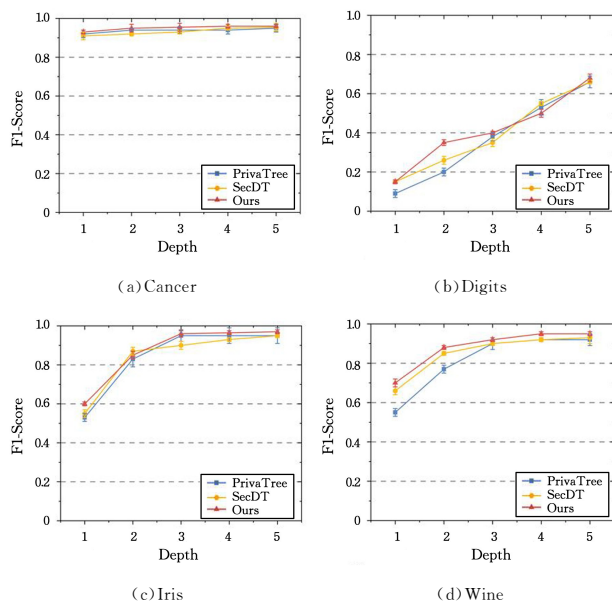 1.0
0.8
0.6
0.4
0.2
0
F1-Score
1 2 3 4 5
Depth
PrivaTree
SecDT
Ours
(a)Cancer
1.0
0.8
0.6
0.4
0.2
0
F1-Score
1 2 3 4 5
Depth
PrivaTree
SecDT
Ours
(b)Digits
1.0
0.8
0.6
0.4
0.2
0
F1-Score
1 2 3 4 5
Depth
PrivaTree
SecDT
Ours
(c)Iris
1.0
0.8
0.6
0.4
0.2
0
F1-Score
1 2 3 4 5
Depth
PrivaTree
SecDT
Ours
(d)Wine